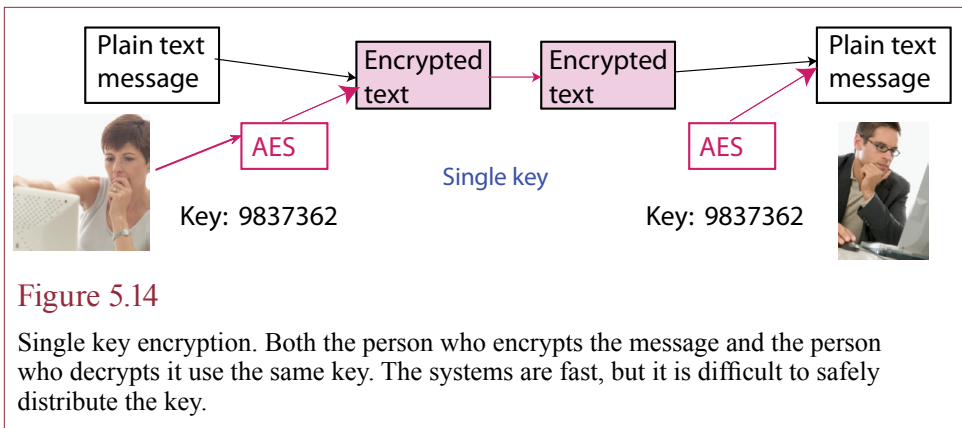 Plain text
message
Encrypted
text
Encrypted
text
Plain text
message
AES
AES
Single key
Key: 9837362
Key: 9837362
Figure 5.14
Single key encryption. Both the person who encrypts the message and the person
who decrypts it use the same key. The systems are fast, but it is difficult to safely
distribute the key.